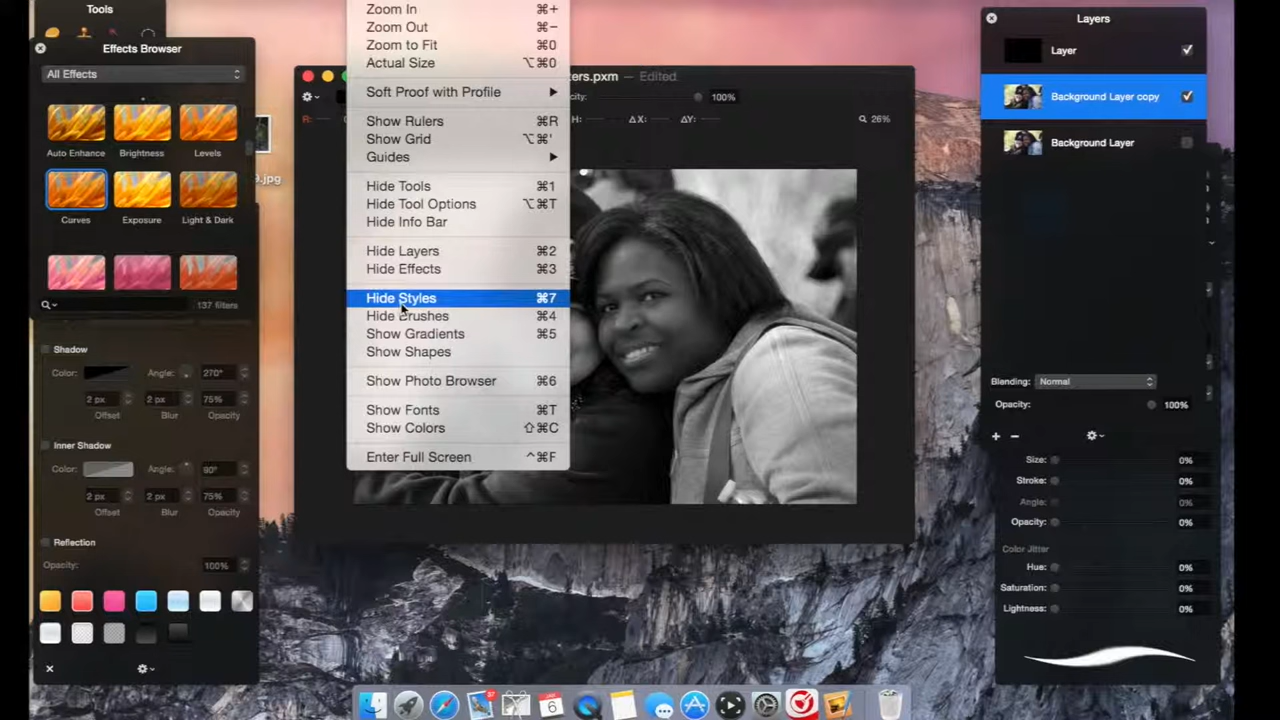 Tools
Effects Browser
All Effects
Auto Enhance
Brightness
Levels
Curves
Exposure
Light & Dark
137 filters
Shadow
Color:
Angle:
270°
2 px
2 px
75%
Offset
Blur
Opacity
Inner Shadow
Color:
Angle:
90°
2 px
2 px
75%
Offset
Blur
Opacity
Reflection
Opacity:
100%
9.jpg
Zoom In ⌘+
Zoom Out ⌘−
Zoom to Fit ⌘0
Actual Size ⌥⌘0
Soft Proof with Profile
Show Rulers ⌘R
Show Grid ⌥⌘'
Guides
Hide Tools ⌘1
Hide Tool Options ⌥⌘T
Hide Info Bar
Hide Layers ⌘2
Hide Effects ⌘3
Hide Styles ⌘7
Hide Brushes ⌘4
Show Gradients ⌘5
Show Shapes
Show Photo Browser ⌘6
Show Fonts ⌘T
Show Colors ⇧⌘C
Enter Full Screen ^⌘F
ters.pxm — Edited
100%
R:
H:
ΔX:
ΔY:
26%
Layers
Layer
Background Layer copy
Background Layer
Blending: Normal
Opacity: 100%
Size: 0%
Stroke: 0%
Angle: 0%
Opacity: 0%
Color Jitter
Hue: 0%
Saturation: 0%
Lightness: 0%
6